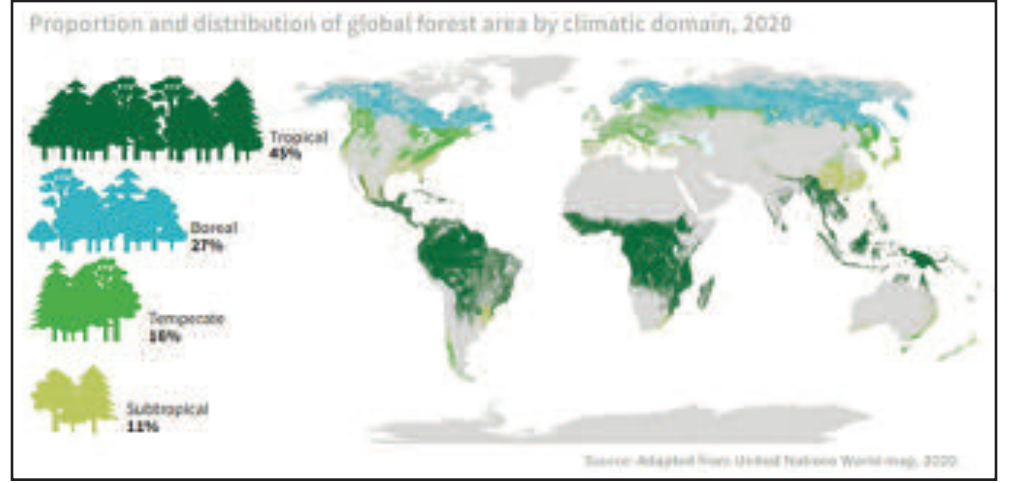 Proportion and distribution of global forest area by climatic domain, 2020
Tropical
45%
Boreal
27%
Temperate
16%
Subtropical
11%
Source: Adapted from United Nations World map, 2020